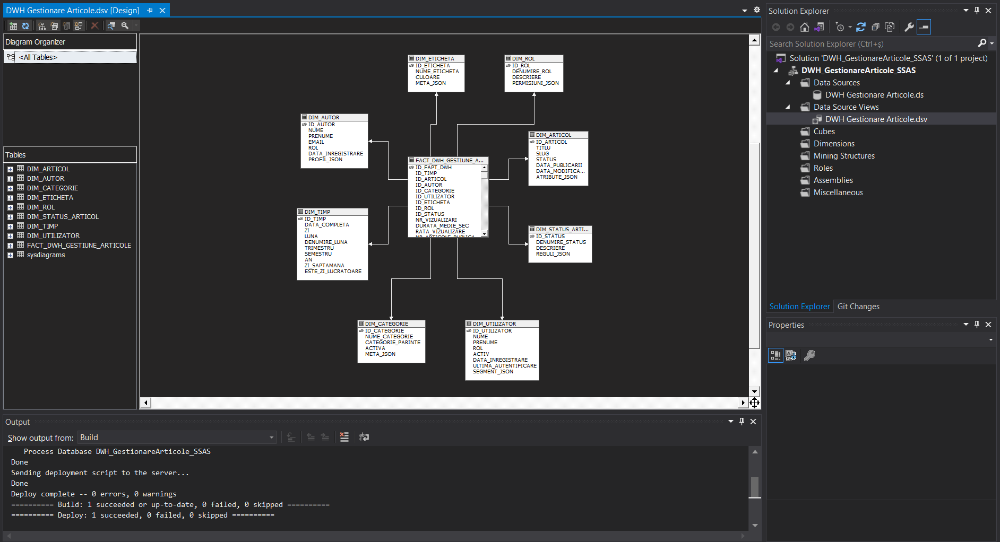 DWH Gestionare Articole.dsv [Design]
Diagram Organizer
<All Tables>
Tables
DIM_ARTICOL
DIM_AUTOR
DIM_CATEGORIE
DIM_ETICHETA
DIM_ROL
DIM_STATUS_ARTICOL
DIM_TIMP
DIM_UTILIZATOR
FACT_DWH_GESTIUNE_ARTICOLE
sysdiagrams
DIM_ETICHETA
ID_ETICHETA
NUME_ETICHETA
CULOARE
META_JSON
DIM_ROL
ID_ROL
DENUMIRE_ROL
DESCRIERE
PERMISIUNI_JSON
DIM_AUTOR
ID_AUTOR
NUME
PRENUME
EMAIL
ROL
DATA_INREGISTRARE
PROFIL_JSON
DIM_ARTICOL
ID_ARTICOL
TITLU
SLUG
STATUS
DATA_PUBLICARII
DATA_MODIFICA...
ATRIBUTE_JSON
FACT_DWH_GESTIUNE_A...
ID_FAPT_DWH
ID_TIMP
ID_ARTICOL
ID_AUTOR
ID_CATEGORIE
ID_UTILIZATOR
ID_ETICHETA
ID_ROL
ID_STATUS
NR_VIZUALIZARI
DURATA_MEDIE_SEC
RATA_VIZUALIZARE
NR_ARTICOLE_PUBLICA
DIM_TIMP
ID_TIMP
DATA_COMPLETA
ZI
LUNA
DENUMIRE_LUNA
TRIMESTRU
SEMESTRU
AN
ZI_SAPTAMANA
ESTE_ZI_LUCRATOARE
DIM_STATUS_ARTI...
ID_STATUS
DENUMIRE_STATUS
DESCRIERE
REGULI_JSON
DIM_CATEGORIE
ID_CATEGORIE
NUME_CATEGORIE
CATEGORIE_PARINTE
ACTIVA
META_JSON
DIM_UTILIZATOR
ID_UTILIZATOR
NUME
PRENUME
ROL
ACTIV
DATA_INREGISTRARE
ULTIMA_AUTENTIFICARE
SEGMENT_JSON
Output
Show output from: Build
Process Database DWH_GestionareArticole_SSAS
Done
Sending deployment script to the server...
Done
Deploy complete -- 0 errors, 0 warnings
========== Build: 1 succeeded or up-to-date, 0 failed, 0 skipped ==========
========== Deploy: 1 succeeded, 0 failed, 0 skipped ==========
Solution Explorer
Search Solution Explorer (Ctrl+ș)
Solution 'DWH_GestionareArticole_SSAS' (1 of 1 project)
DWH_GestionareArticole_SSAS
Data Sources
DWH Gestionare Articole.ds
Data Source Views
DWH Gestionare Articole.dsv
Cubes
Dimensions
Mining Structures
Roles
Assemblies
Miscellaneous
Solution Explorer Git Changes
Properties